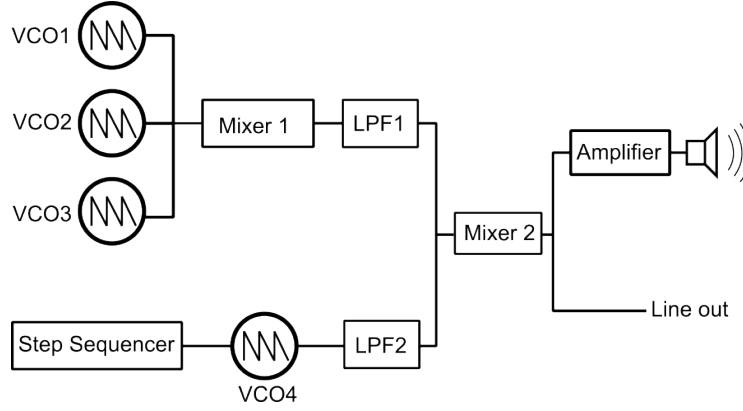 VCO1
VCO2
Mixer 1
LPF1
Amplifier
VCO3
Mixer 2
Line out
Step Sequencer
LPF2
VCO4